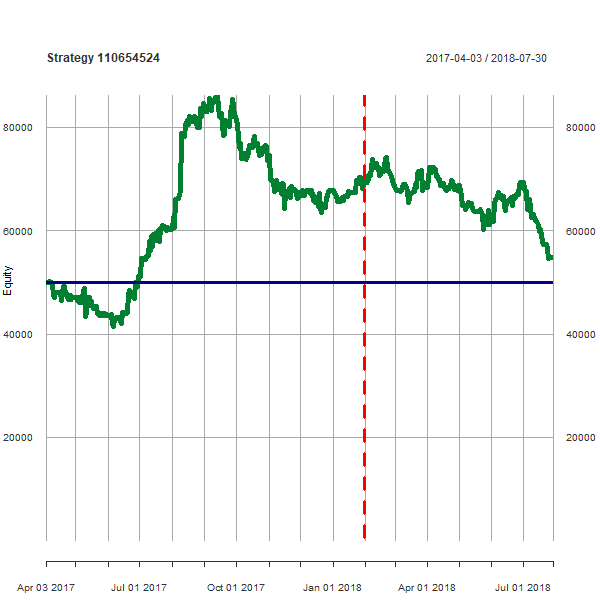 Strategy 110654524 2017-04-03 / 2018-07-30
80000 80000
60000 60000
Equity
40000 40000
20000 20000
Apr 03 2017 Jul 01 2017 Oct 01 2017 Jan 01 2018 Apr 01 2018 Jul 01 2018